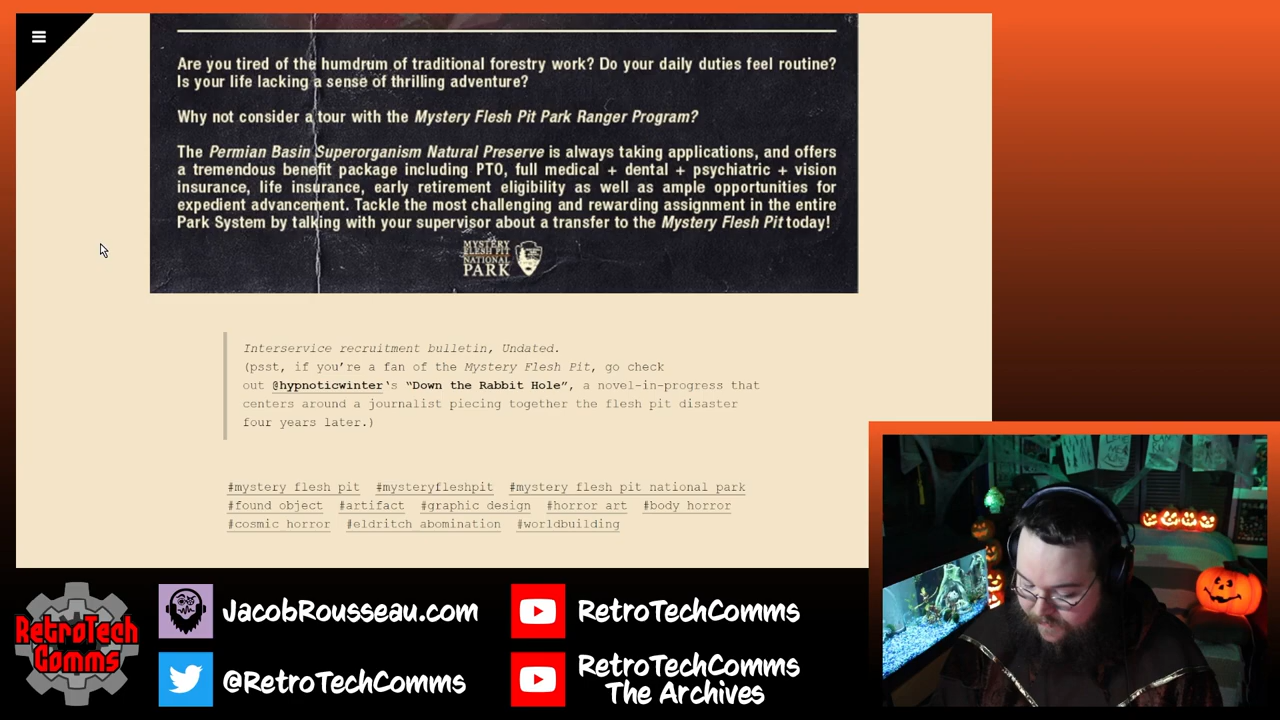 Are you tired of the humdrum of traditional forestry work? Do your daily duties feel routine?
Is your life lacking a sense of thrilling adventure?
Why not consider a tour with the Mystery Flesh Pit Park Ranger Program?
The Permian Basin Superorganism Natural Preserve is always taking applications, and offers
a tremendous benefit package including PTO, full medical + dental + psychiatric + vision
insurance, life insurance, early retirement eligibility as well as ample opportunities for
expedient advancement. Tackle the most challenging and rewarding assignment in the entire
Park System by talking with your supervisor about a transfer to the Mystery Flesh Pit today!
MYSTERY
FLESH PIT
NATIONAL
PARK
Interservice recruitment bulletin, Undated.
(psst, if you’re a fan of the Mystery Flesh Pit, go check
out @hypnoticwinter‘s “Down the Rabbit Hole”, a novel-in-progress that
centers around a journalist piecing together the flesh pit disaster
four years later.)
#mystery flesh pit #mysteryfleshpit #mystery flesh pit national park
#found object #artifact #graphic design #horror art #body horror
#cosmic horror #eldritch abomination #worldbuilding
RetroTech
Comms
JacobRousseau.com
@RetroTechComms
RetroTechComms
RetroTechComms
The Archives